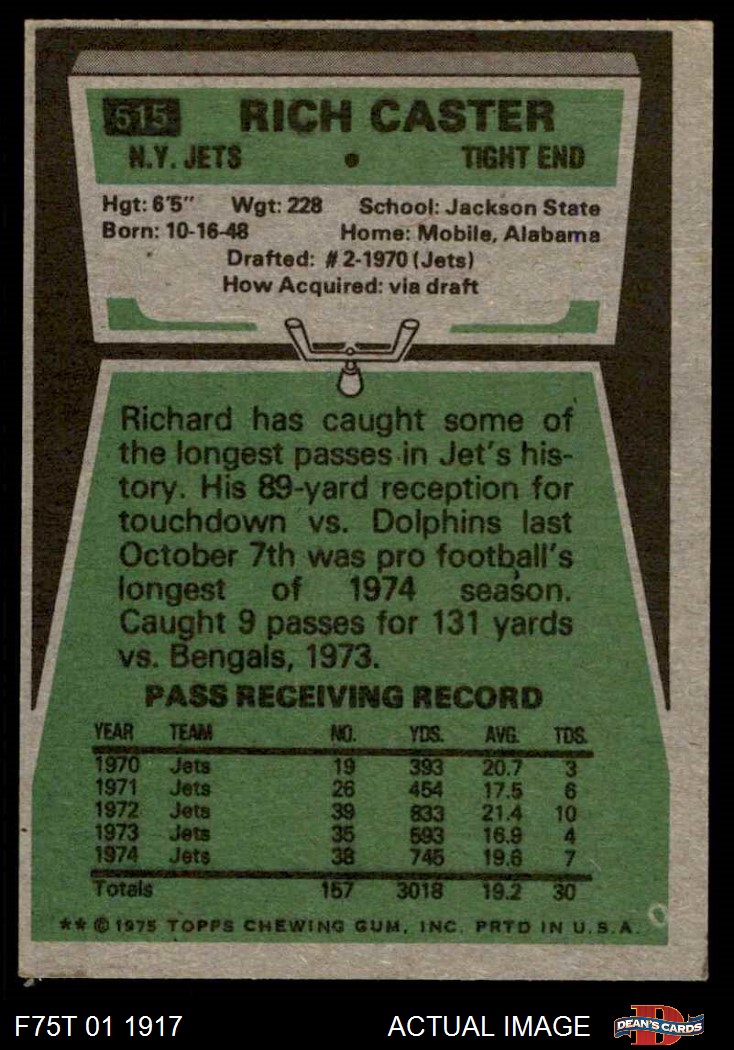 515 RICH CASTER
N.Y. JETS • TIGHT END
Hgt: 6'5" Wgt: 228 School: Jackson State
Born: 10-16-48 Home: Mobile, Alabama
Drafted: #2-1970 (Jets)
How Acquired: via draft
Richard has caught some of
the longest passes in Jet's his-
tory. His 89-yard reception for
touchdown vs. Dolphins last
October 7th was pro football's
longest of 1974 season.
Caught 9 passes for 131 yards
vs. Bengals, 1973.
PASS RECEIVING RECORD
YEAR TEAM NO. YDS. AVG. TDS.
1970 Jets 19 393 20.7 3
1971 Jets 26 454 17.5 6
1972 Jets 39 833 21.4 10
1973 Jets 35 593 16.9 4
1974 Jets 38 745 19.6 7
Totals 157 3018 19.2 30
** © 1975 TOPPS CHEWING GUM, INC. PRTD IN U.S.A.
F75T 01 1917 ACTUAL IMAGE D DEAN'S CARDS